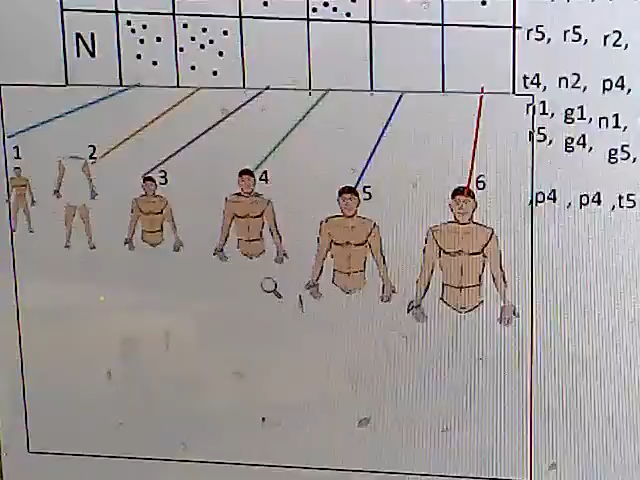 N
r5, r5, r2,
t4, n2, p4,
r1, g1, n1,
r5, g4, g5,
,p4 , p4 ,t5
1 2 3 4 5 6